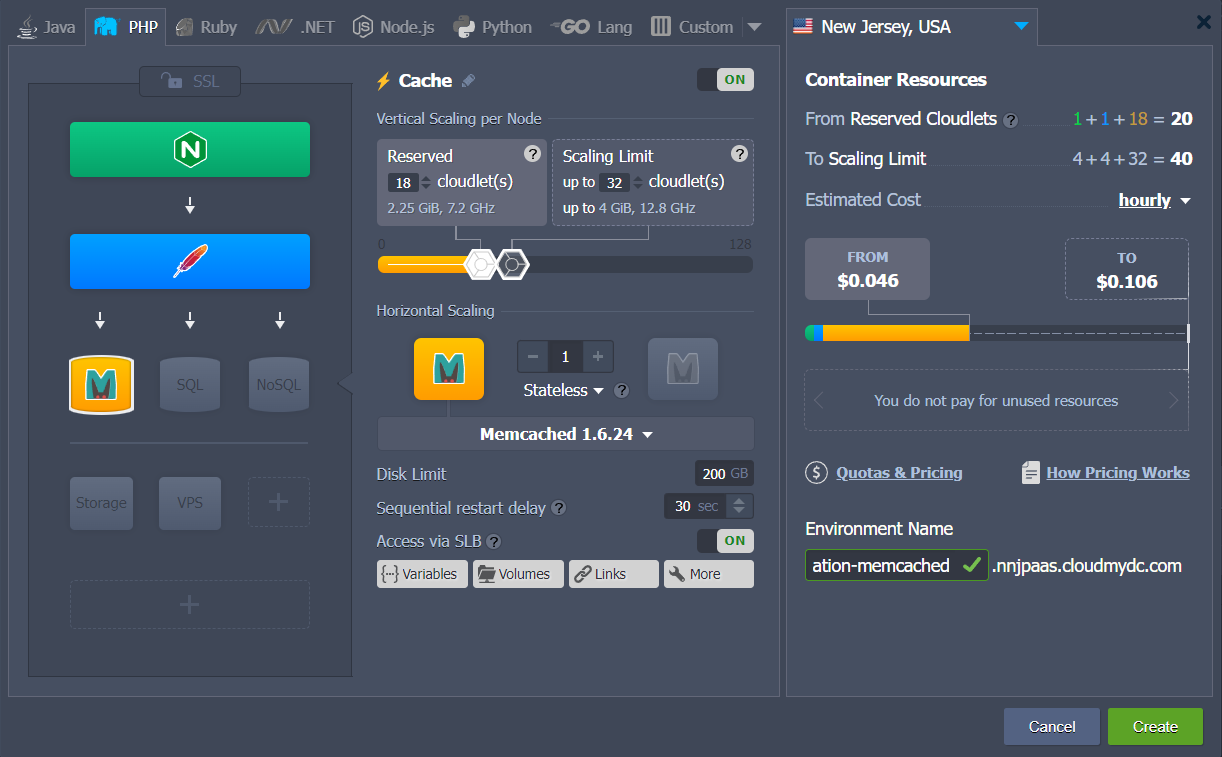 Java
PHP
Ruby
.NET
Node.js
Python
GO Lang
Custom
New Jersey, USA
SSL
N
SQL
NoSQL
Storage
VPS
Cache
ON
Vertical Scaling per Node
Reserved ?
18 cloudlet(s)
2.25 GiB, 7.2 GHz
Scaling Limit ?
up to 32 cloudlet(s)
up to 4 GiB, 12.8 GHz
0 128
Horizontal Scaling
− 1 +
Stateless ?
Memcached 1.6.24
Disk Limit 200 GB
Sequential restart delay ? 30 sec
Access via SLB ? ON
Variables
Volumes
Links
More
Container Resources
From Reserved Cloudlets ? 1 + 1 + 18 = 20
To Scaling Limit 4 + 4 + 32 = 40
Estimated Cost hourly
FROM
$0.046
TO
$0.106
You do not pay for unused resources
$ Quotas & Pricing
How Pricing Works
Environment Name
ation-memcached .nnjpaas.cloudmydc.com
Cancel
Create